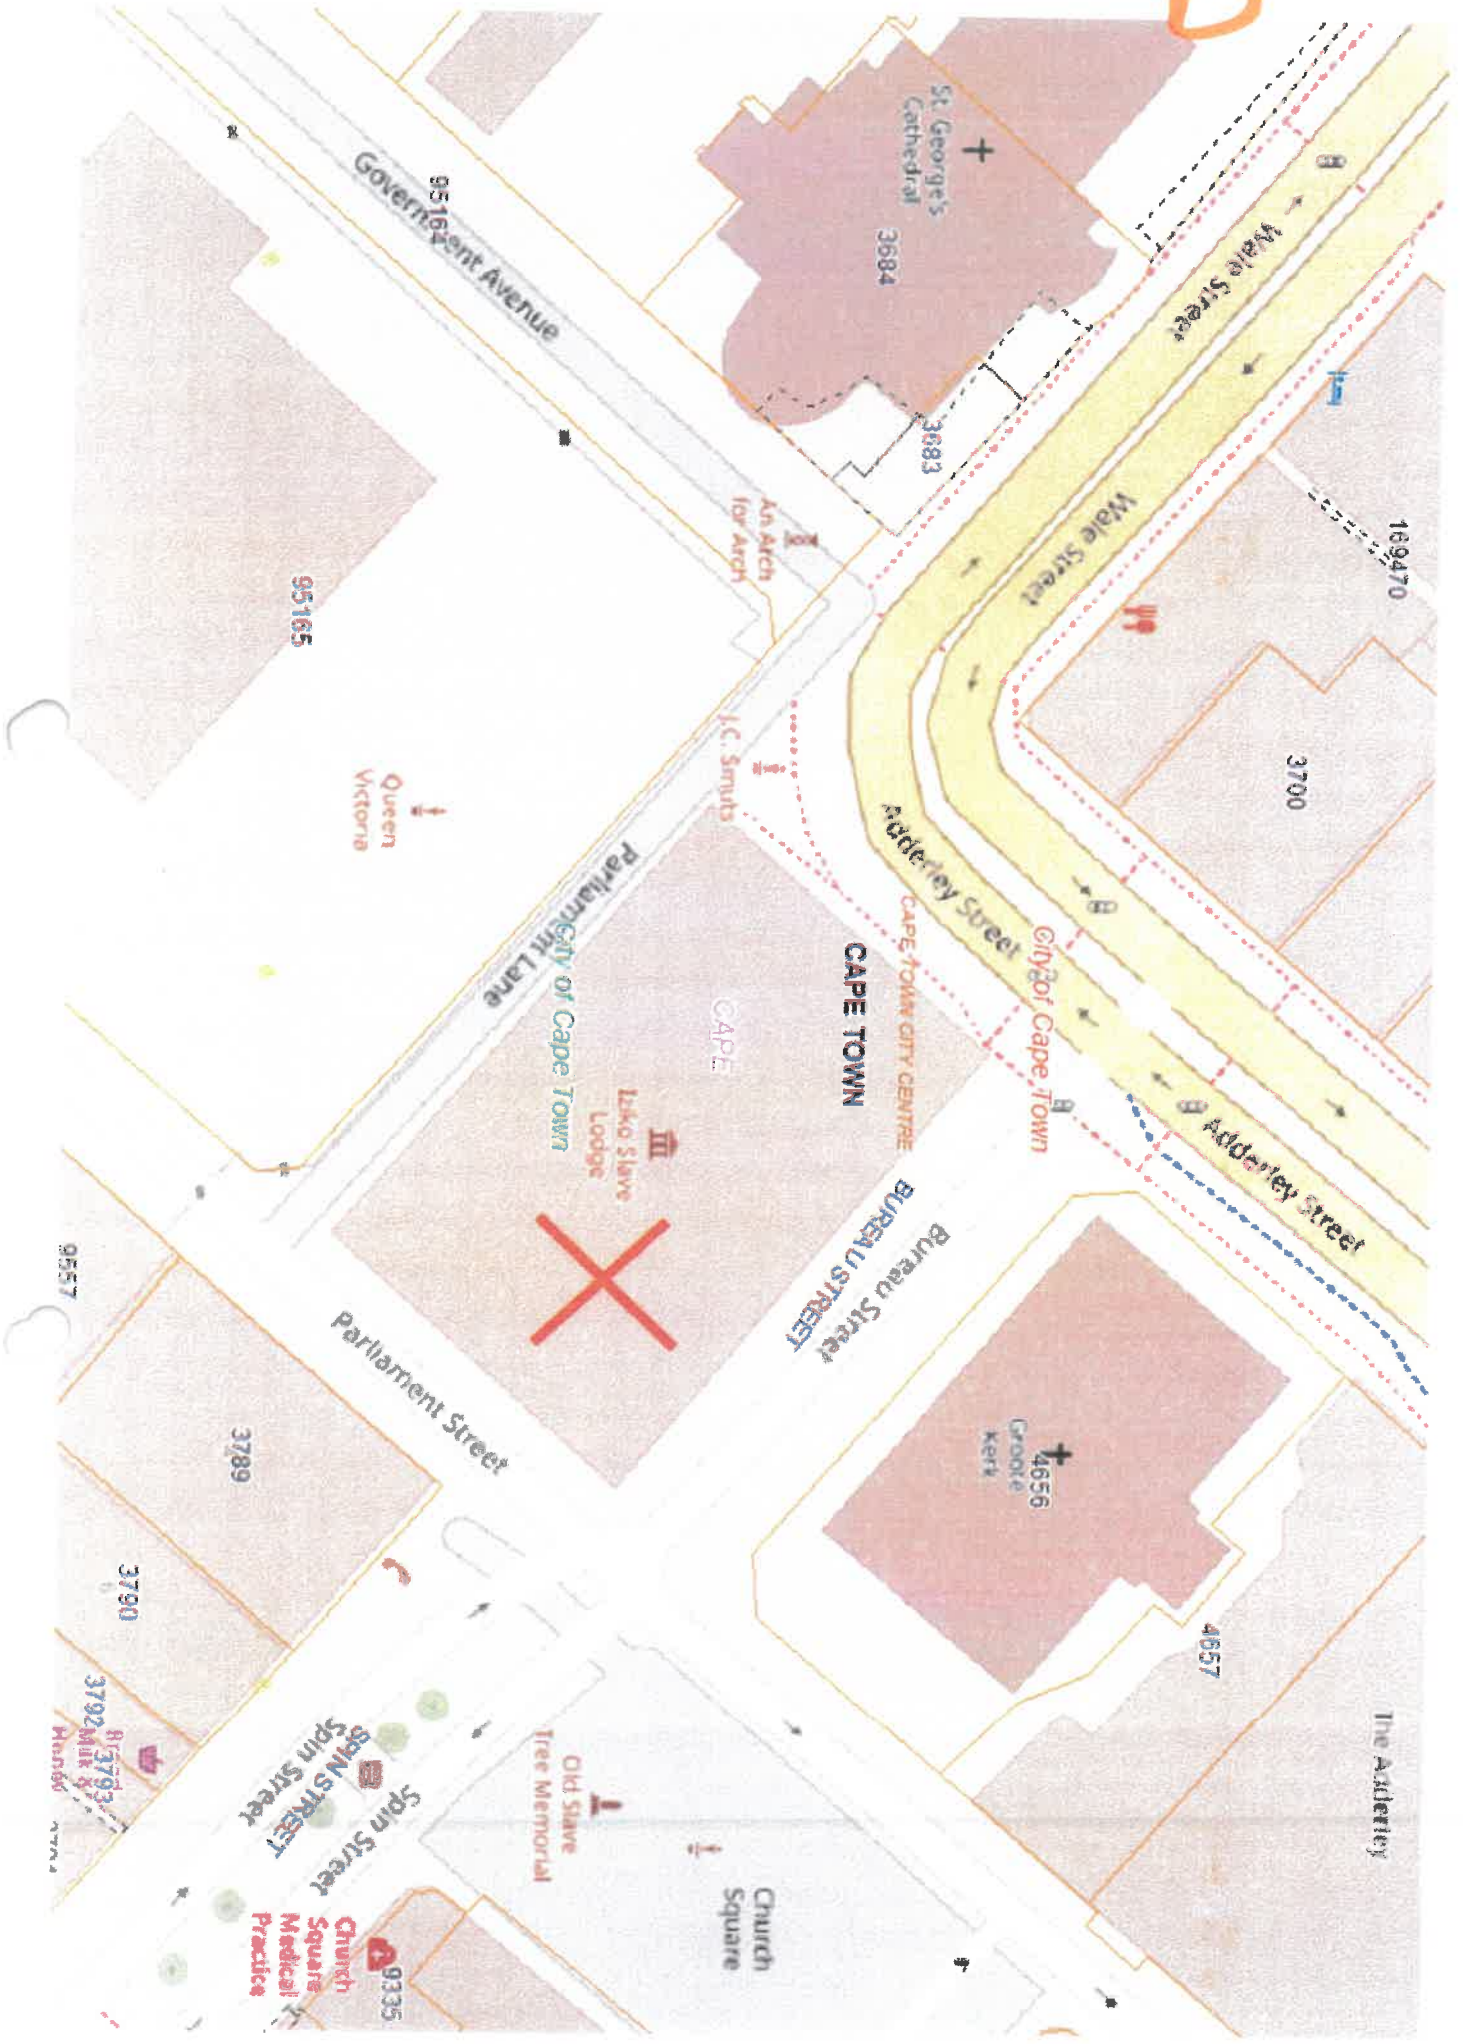 St. George's
Cathedral
3684
3683
Wale Street
Wale Street
169470
3700
95164
Government Avenue
An Arch
for Arch
95165
J.C. Smuts
Queen
Victoria
Parliament Lane
City of Cape Town
Adderley Street
CAPE TOWN CITY CENTRE
City of Cape Town
CAPE TOWN
CAPE
Iziko Slave
Lodge
Adderley Street
BUREAU STREET
Bureau Street
Groote
Kerk
4656
4657
The Adderley
Parliament Street
9557
3789
3790
3792
3793
SPIN STREET
Spin Street
Spin Street
Old Slave
Tree Memorial
Church
Square
Church
Square
Medical
Practice
9335